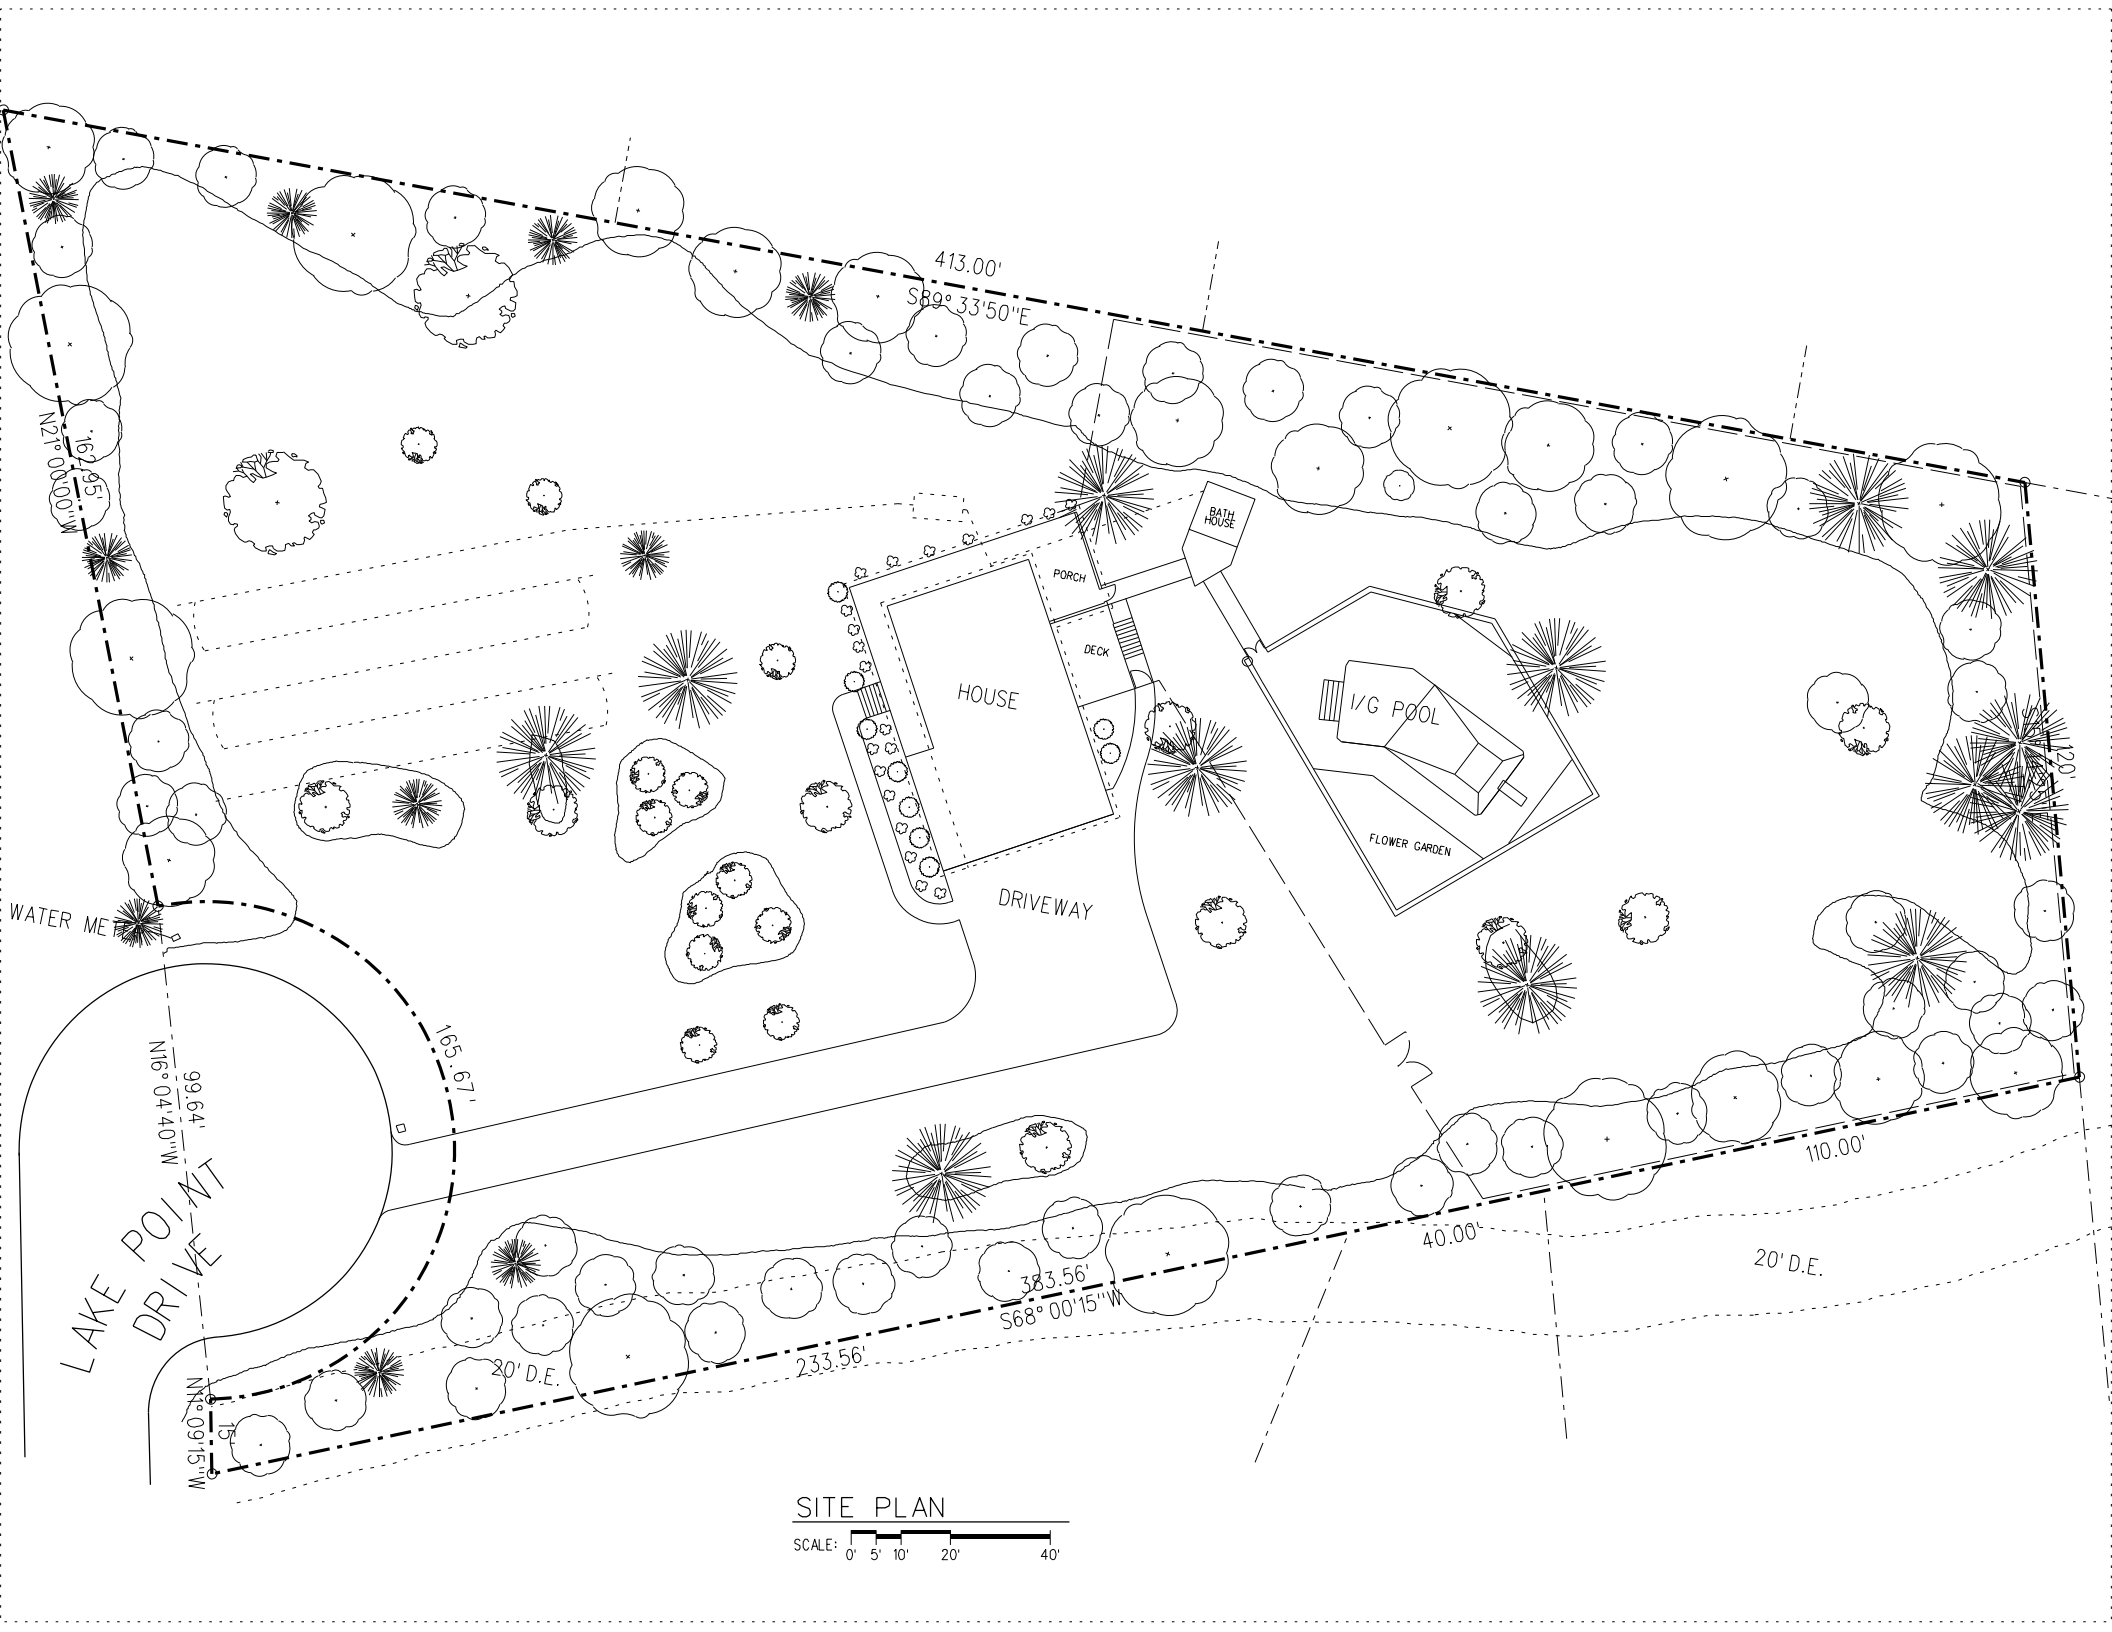 413.00'
S89° 33'50"E
162.95'
N21° 00'00"W
BATH
HOUSE
PORCH
DECK
HOUSE
I/G POOL
FLOWER GARDEN
120'
DRIVEWAY
WATER
165.67'
99.64'
N16° 04'40"W
LAKE POINT
DRIVE
110.00'
40.00'
20' D.E.
383.56'
S68° 00'15"W
233.56'
20' D.E.
15'
N11° 09'15"W
SITE PLAN
SCALE:
0' 5' 10' 20' 40'